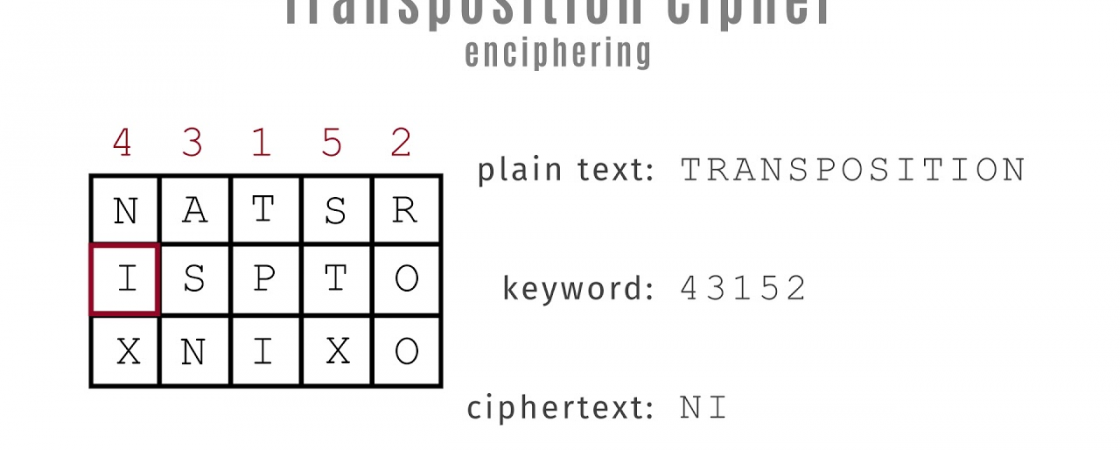 Transposition Cipher
enciphering
4 3 1 5 2
N A T S R
I S P T O
X N I X O
plain text: TRANSPOSITION
keyword: 43152
ciphertext: NI